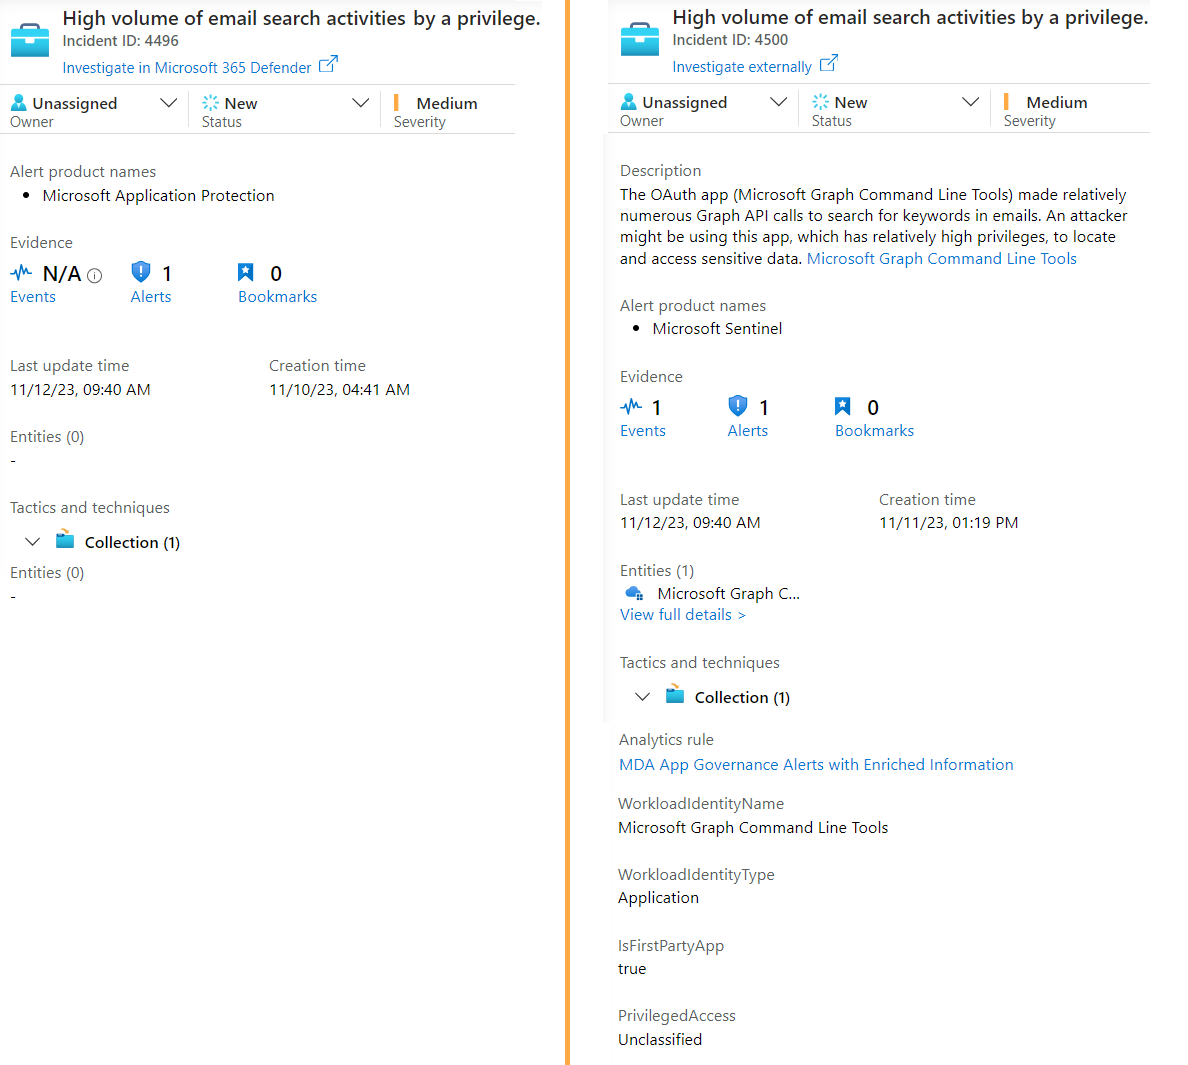 High volume of email search activities by a privilege.
Incident ID: 4496
Investigate in Microsoft 365 Defender
Unassigned
Owner
New
Status
Medium
Severity
Alert product names
Microsoft Application Protection
Evidence
N/A
Events
1
Alerts
0
Bookmarks
Last update time
11/12/23, 09:40 AM
Creation time
11/10/23, 04:41 AM
Entities (0)
-
Tactics and techniques
Collection (1)
Entities (0)
-
High volume of email search activities by a privilege.
Incident ID: 4500
Investigate externally
Unassigned
Owner
New
Status
Medium
Severity
Description
The OAuth app (Microsoft Graph Command Line Tools) made relatively
numerous Graph API calls to search for keywords in emails. An attacker
might be using this app, which has relatively high privileges, to locate
and access sensitive data. Microsoft Graph Command Line Tools
Alert product names
Microsoft Sentinel
Evidence
1
Events
1
Alerts
0
Bookmarks
Last update time
11/12/23, 09:40 AM
Creation time
11/11/23, 01:19 PM
Entities (1)
Microsoft Graph C...
View full details >
Tactics and techniques
Collection (1)
Analytics rule
MDA App Governance Alerts with Enriched Information
WorkloadIdentityName
Microsoft Graph Command Line Tools
WorkloadIdentityType
Application
IsFirstPartyApp
true
PrivilegedAccess
Unclassified